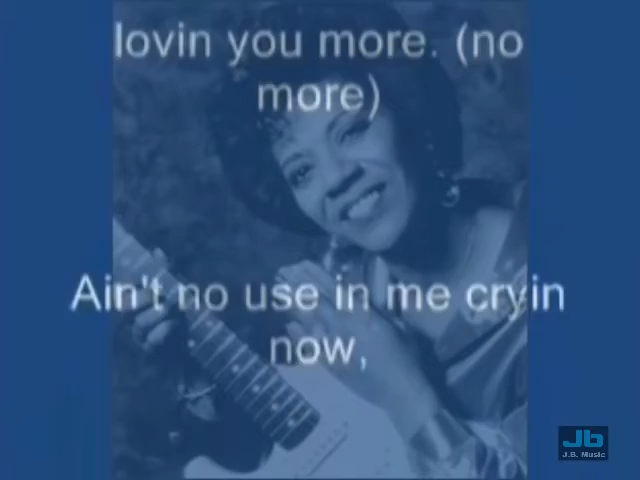 lovin you more. (no
more)
Ain't no use in me cryin
now,
Jb
J.B. Music